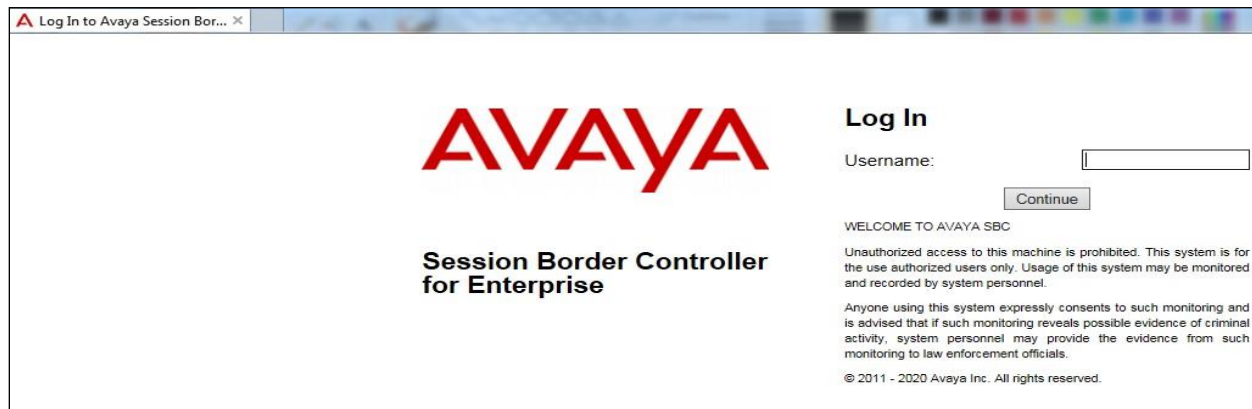 Log In to Avaya Session Bor...
AVAYA
Session Border Controller
for Enterprise
Log In
Username:
Continue
WELCOME TO AVAYA SBC
Unauthorized access to this machine is prohibited. This system is for
the use authorized users only. Usage of this system may be monitored
and recorded by system personnel.
Anyone using this system expressly consents to such monitoring and
is advised that if such monitoring reveals possible evidence of criminal
activity, system personnel may provide the evidence from such
monitoring to law enforcement officials.
© 2011 - 2020 Avaya Inc. All rights reserved.